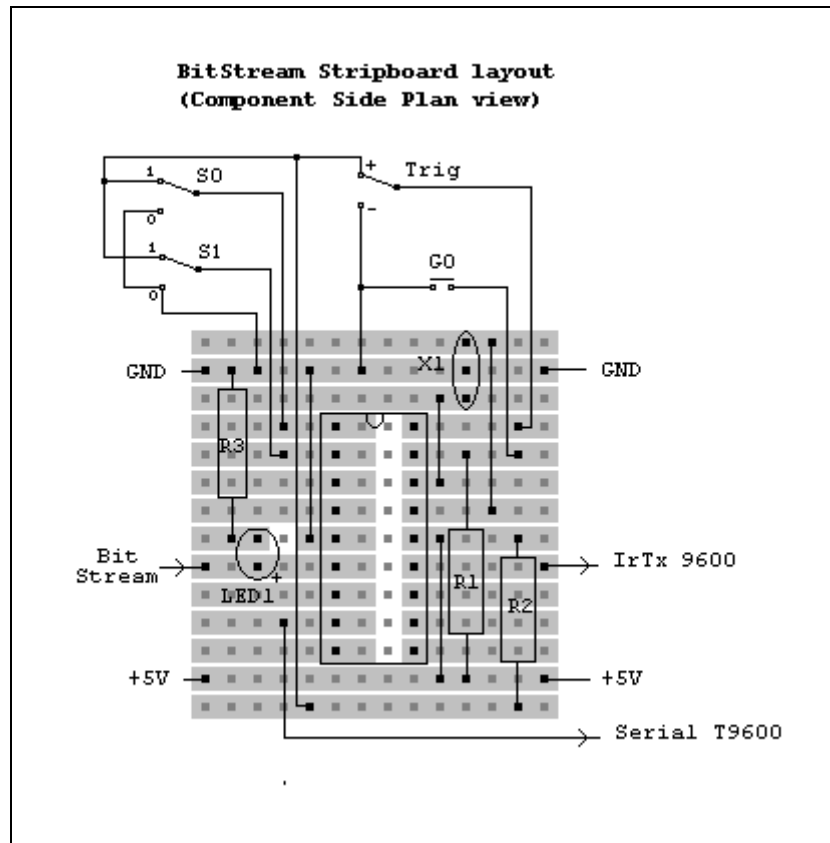 BitStream Stripboard layout
(Component Side Plan view)
+
Trig
1
S0
-
0
1
S1
G0
0
X1
GND
GND
R3
Bit
Stream
IrTx 9600
R1
R2
+
LED1
+5V
+5V
Serial T9600